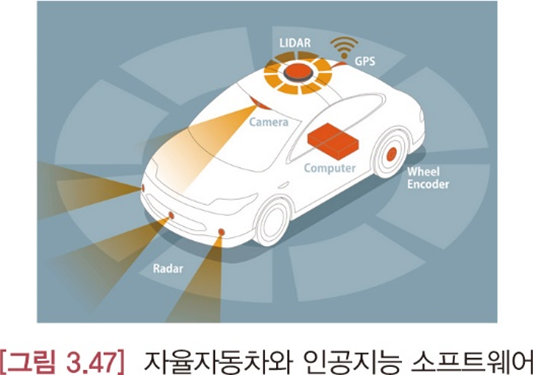 LIDAR
GPS
Camera
Computer
Wheel
Encoder
Radar
[그림 3.47] 자율자동차와 인공지능 소프트웨어